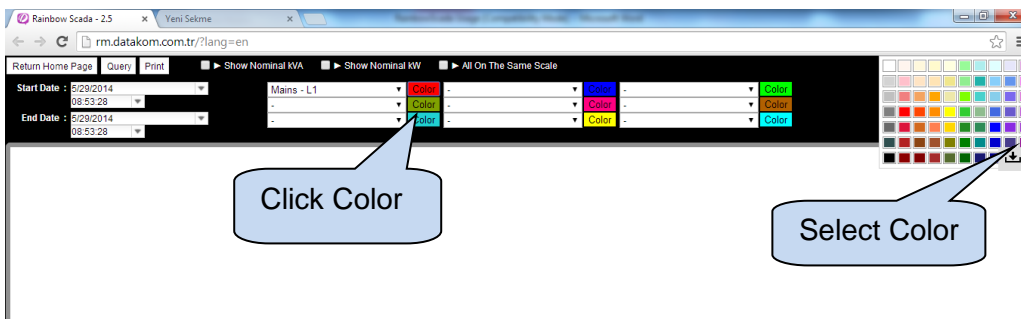 Rainbow Scada - 2.5 Yeni Sekme
rm.datakom.com.tr/?lang=en
Return Home Page Query Print ► Show Nominal kVA ► Show Nominal kW ► All On The Same Scale
Start Date : 5/29/2014 Mains - L1 Color - Color - Color
08:53:28 - Color - Color - Color
End Date : 5/29/2014 - Color - Color - Color
08:53:28
Click Color
Select Color